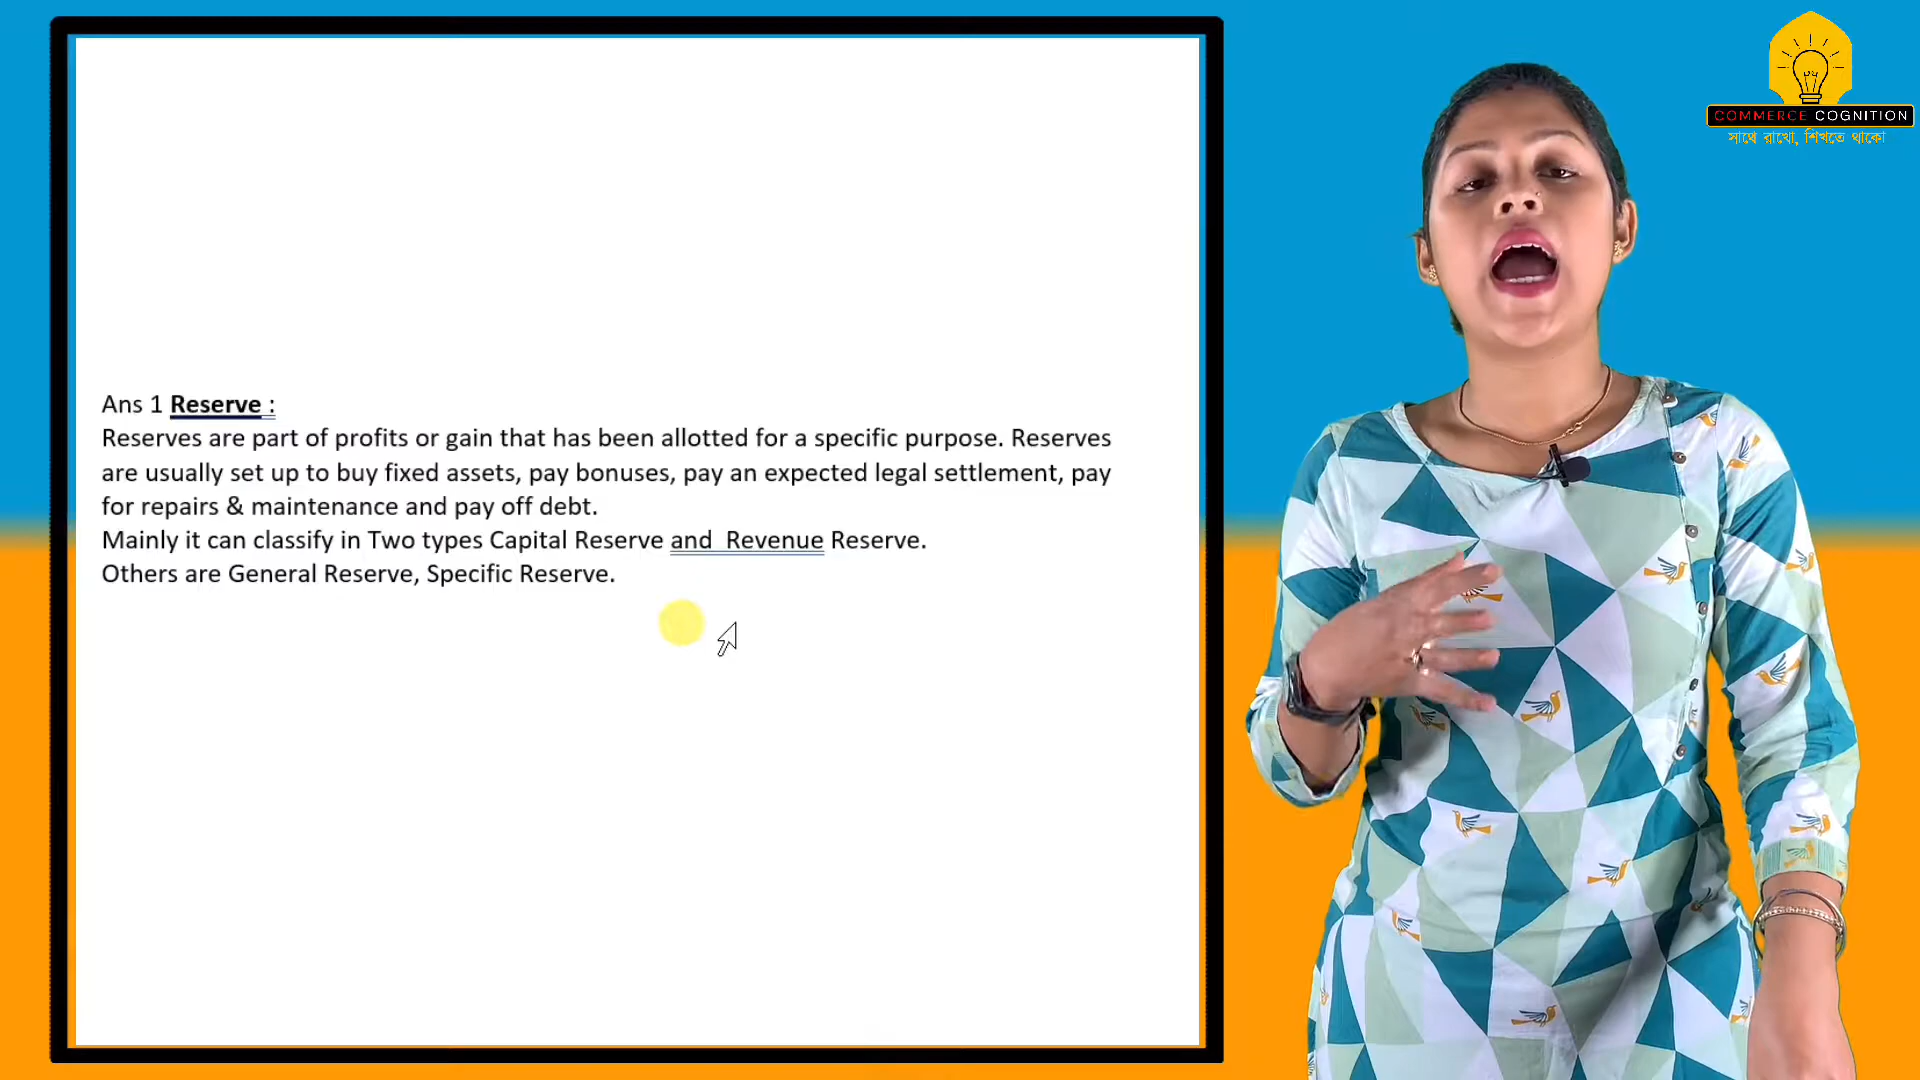 COMMERCE COGNITION
সাথে রাখো, শিখতে থাকো
Ans 1 Reserve :
Reserves are part of profits or gain that has been allotted for a specific purpose. Reserves
are usually set up to buy fixed assets, pay bonuses, pay an expected legal settlement, pay
for repairs & maintenance and pay off debt.
Mainly it can classify in Two types Capital Reserve and  Revenue Reserve.
Others are General Reserve, Specific Reserve.